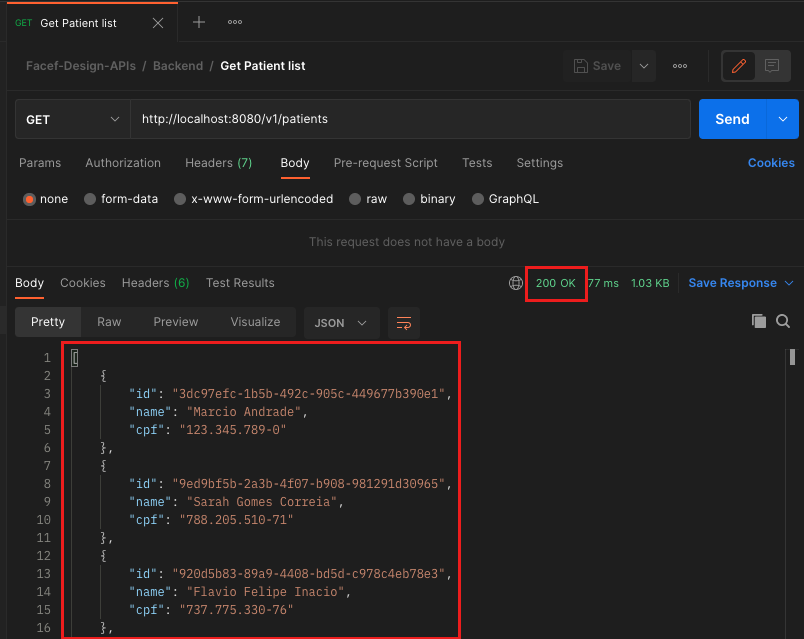 GET Get Patient list
Facef-Design-APIs / Backend / Get Patient list Save
GET http://localhost:8080/v1/patients Send
Params Authorization Headers (7) Body Pre-request Script Tests Settings Cookies
none form-data x-www-form-urlencoded raw binary GraphQL
This request does not have a body
Body Cookies Headers (6) Test Results 200 OK 77 ms 1.03 KB Save Response
Pretty Raw Preview Visualize JSON
1 [
2 {
3 "id": "3dc97efc-1b5b-492c-905c-449677b390e1",
4 "name": "Marcio Andrade",
5 "cpf": "123.345.789-0"
6 },
7 {
8 "id": "9ed9bf5b-2a3b-4f07-b908-981291d30965",
9 "name": "Sarah Gomes Correia",
10 "cpf": "788.205.510-71"
11 },
12 {
13 "id": "920d5b83-89a9-4408-bd5d-c978c4eb78e3",
14 "name": "Flavio Felipe Inacio",
15 "cpf": "737.775.330-76"
16 },